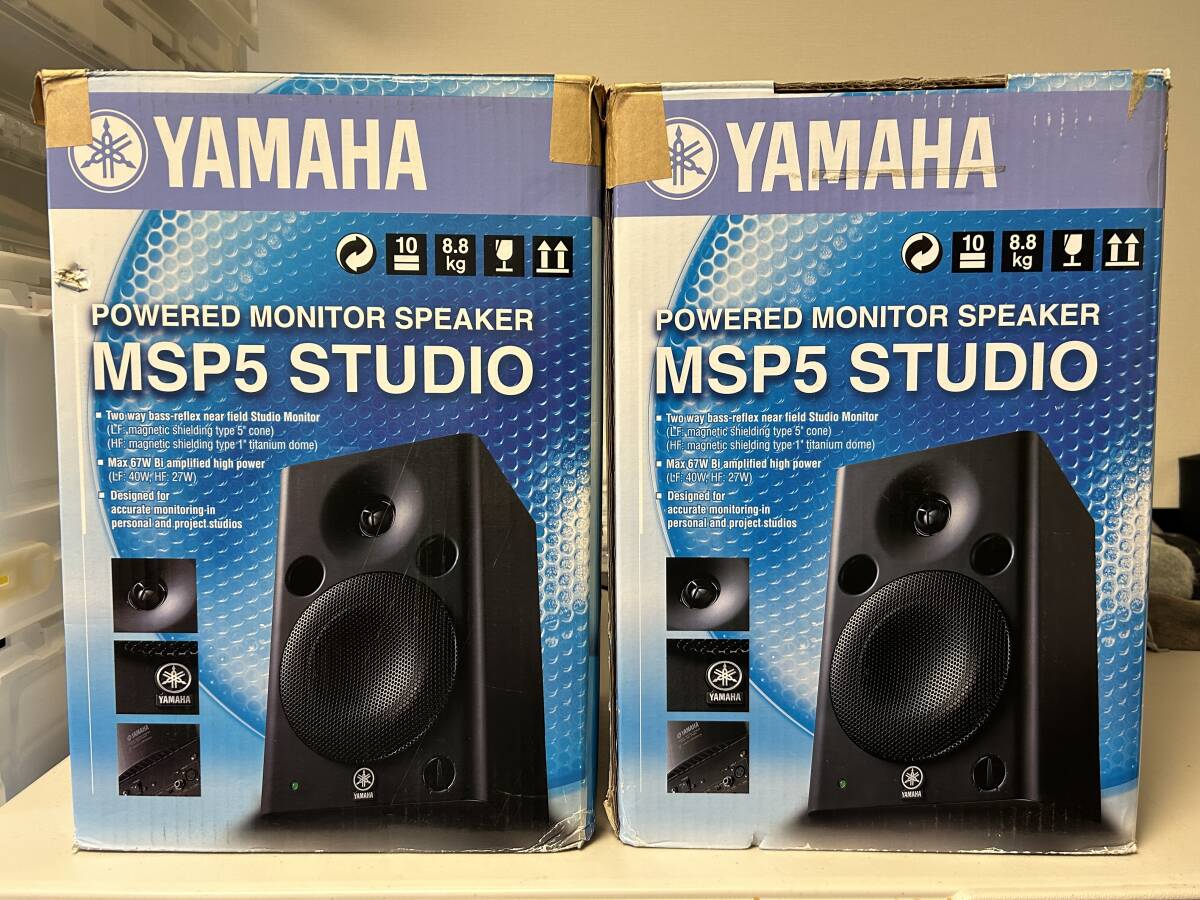 YAMAHA
10
8.8
kg
POWERED MONITOR SPEAKER
MSP5 STUDIO
Two way bass-reflex near field Studio Monitor
(LF: magnetic shielding type 5" cone)
(HF: magnetic shielding type 1" titanium dome)
Max 67W Bi amplified high power
(LF: 40W, HF: 27W)
Designed for
accurate monitoring in
personal and project studios
YAMAHA
YAMAHA
YAMAHA
YAMAHA
10
8.8
kg
POWERED MONITOR SPEAKER
MSP5 STUDIO
Two way bass-reflex near field Studio Monitor
(LF: magnetic shielding type 5" cone)
(HF: magnetic shielding type 1" titanium dome)
Max 67W Bi amplified high power
(LF: 40W, HF: 27W)
Designed for
accurate monitoring in
personal and project studios
YAMAHA
YAMAHA
YAMAHA